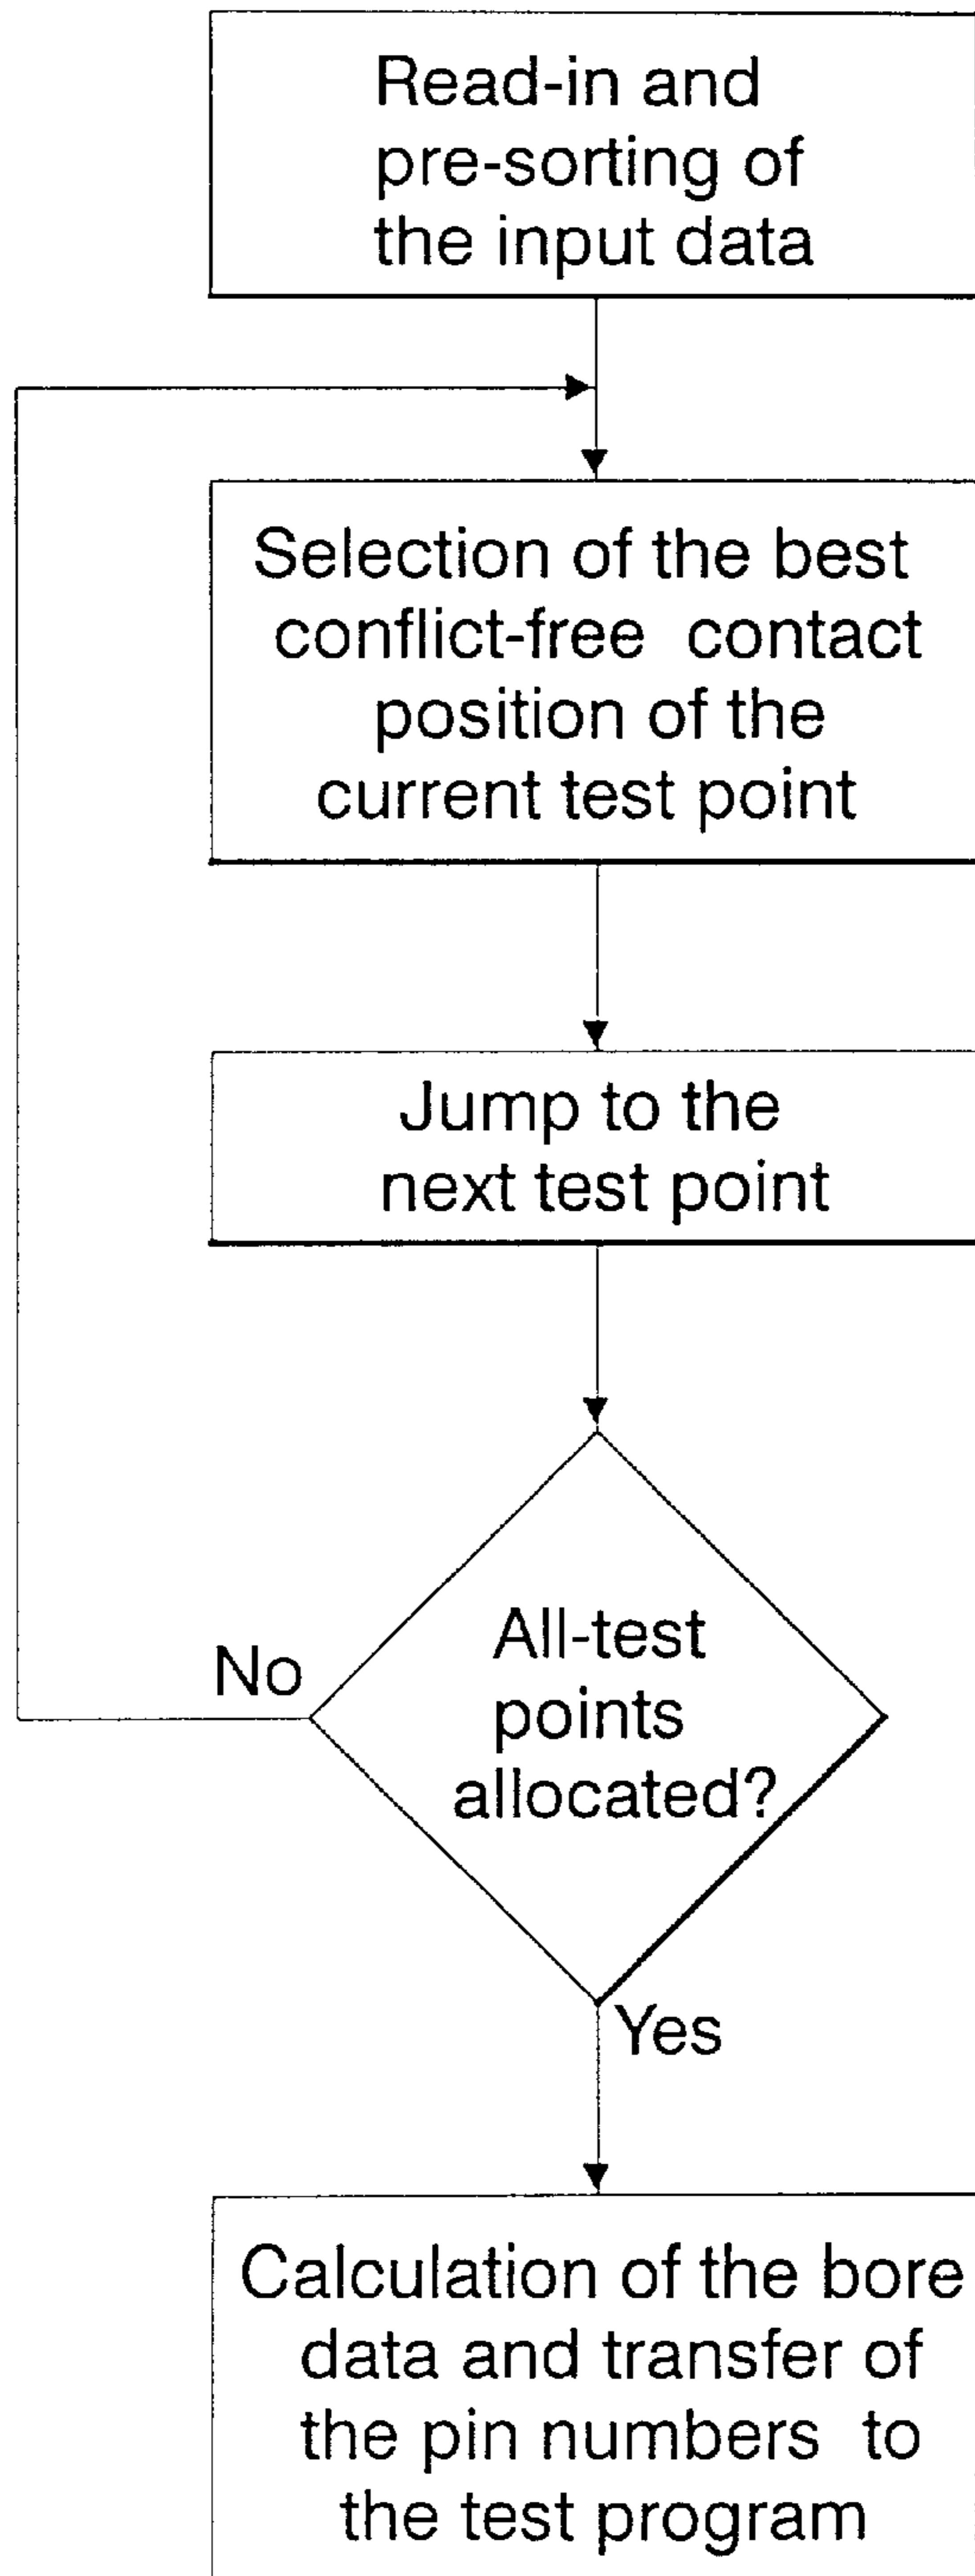 Read-in and
pre-sorting of
the input data
Selection of the best
conflict-free contact
position of the
current test point
Jump to the
next test point
All-test
points
allocated?
No
Yes
Calculation of the bore
data and transfer of
the pin numbers to
the test program